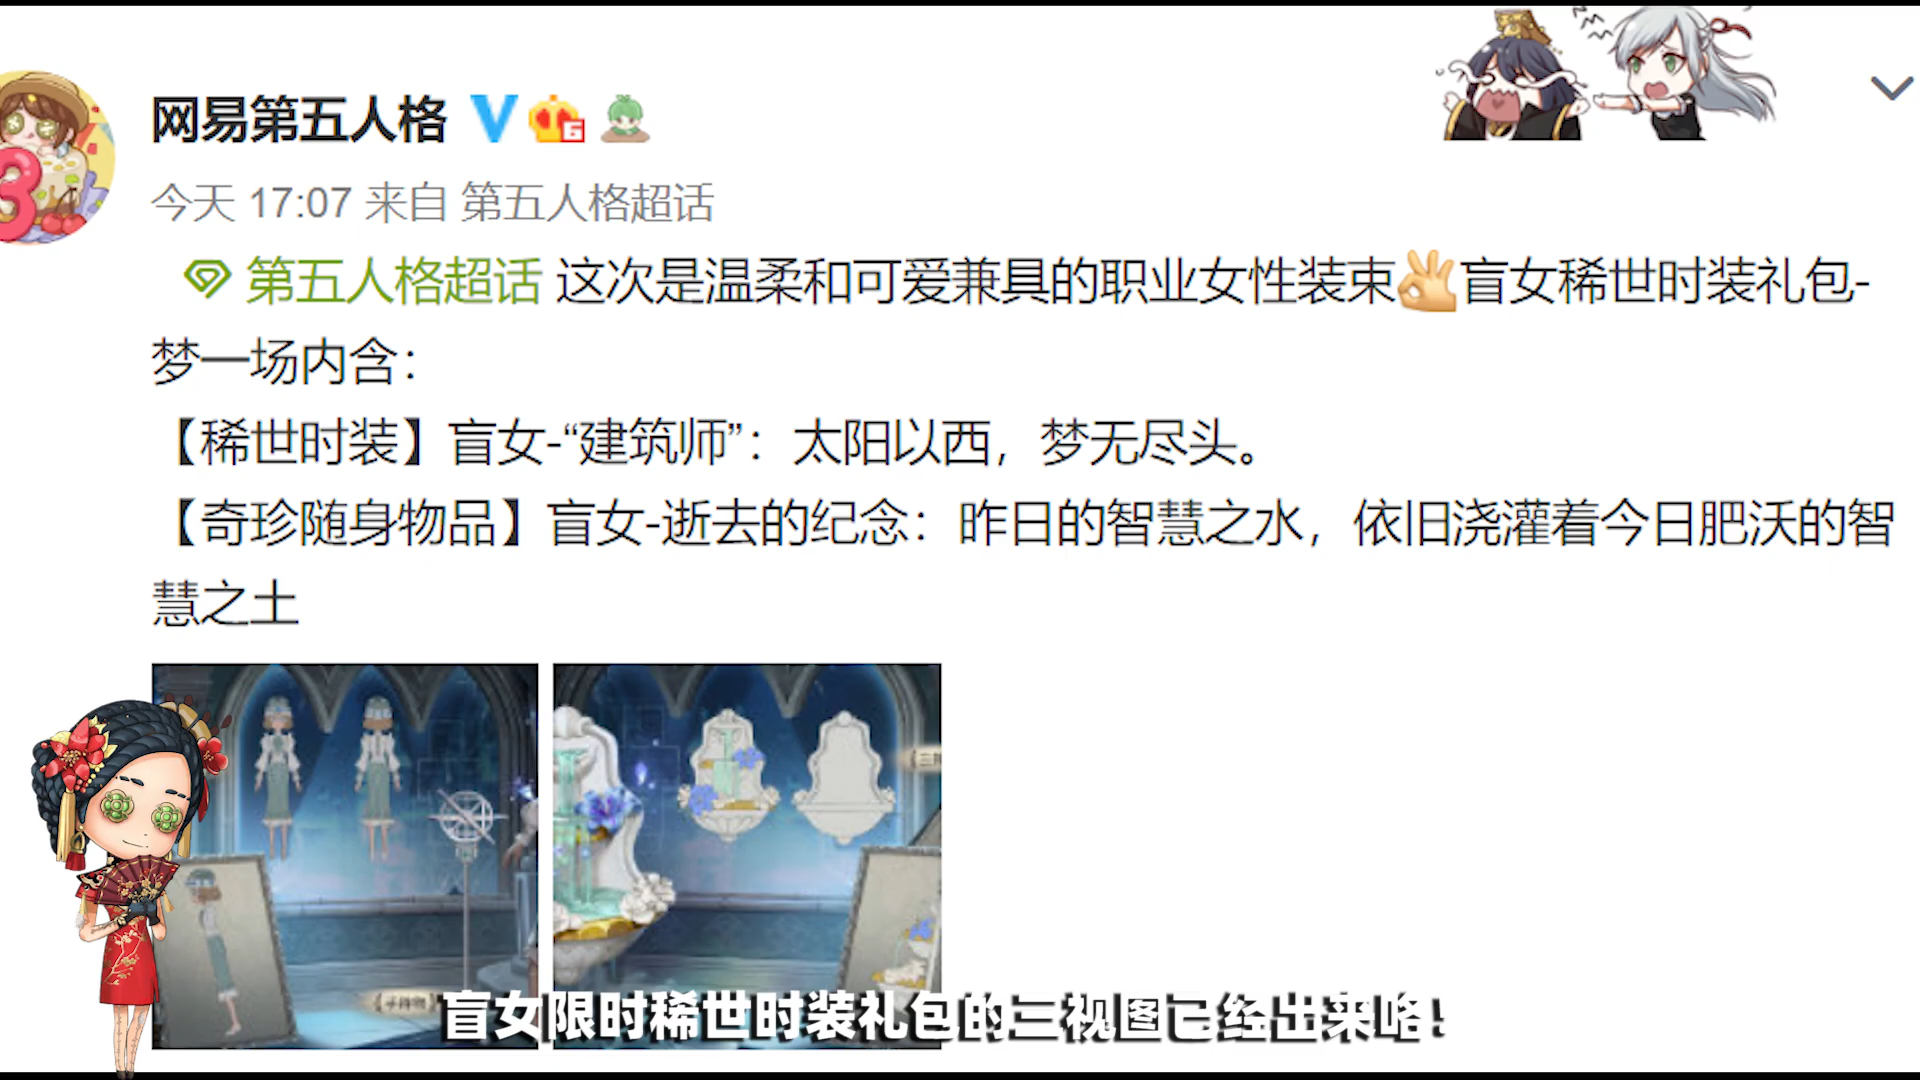 网易第五人格
今天 17:07 来自 第五人格超话
第五人格超话 这次是温柔和可爱兼具的职业女性装束👌盲女稀世时装礼包-
梦一场内含：
【稀世时装】盲女-“建筑师”：太阳以西，梦无尽头。
【奇珍随身物品】盲女-逝去的纪念：昨日的智慧之水，依旧浇灌着今日肥沃的智
慧之土
盲女限时稀世时装礼包的三视图已经出来咯！